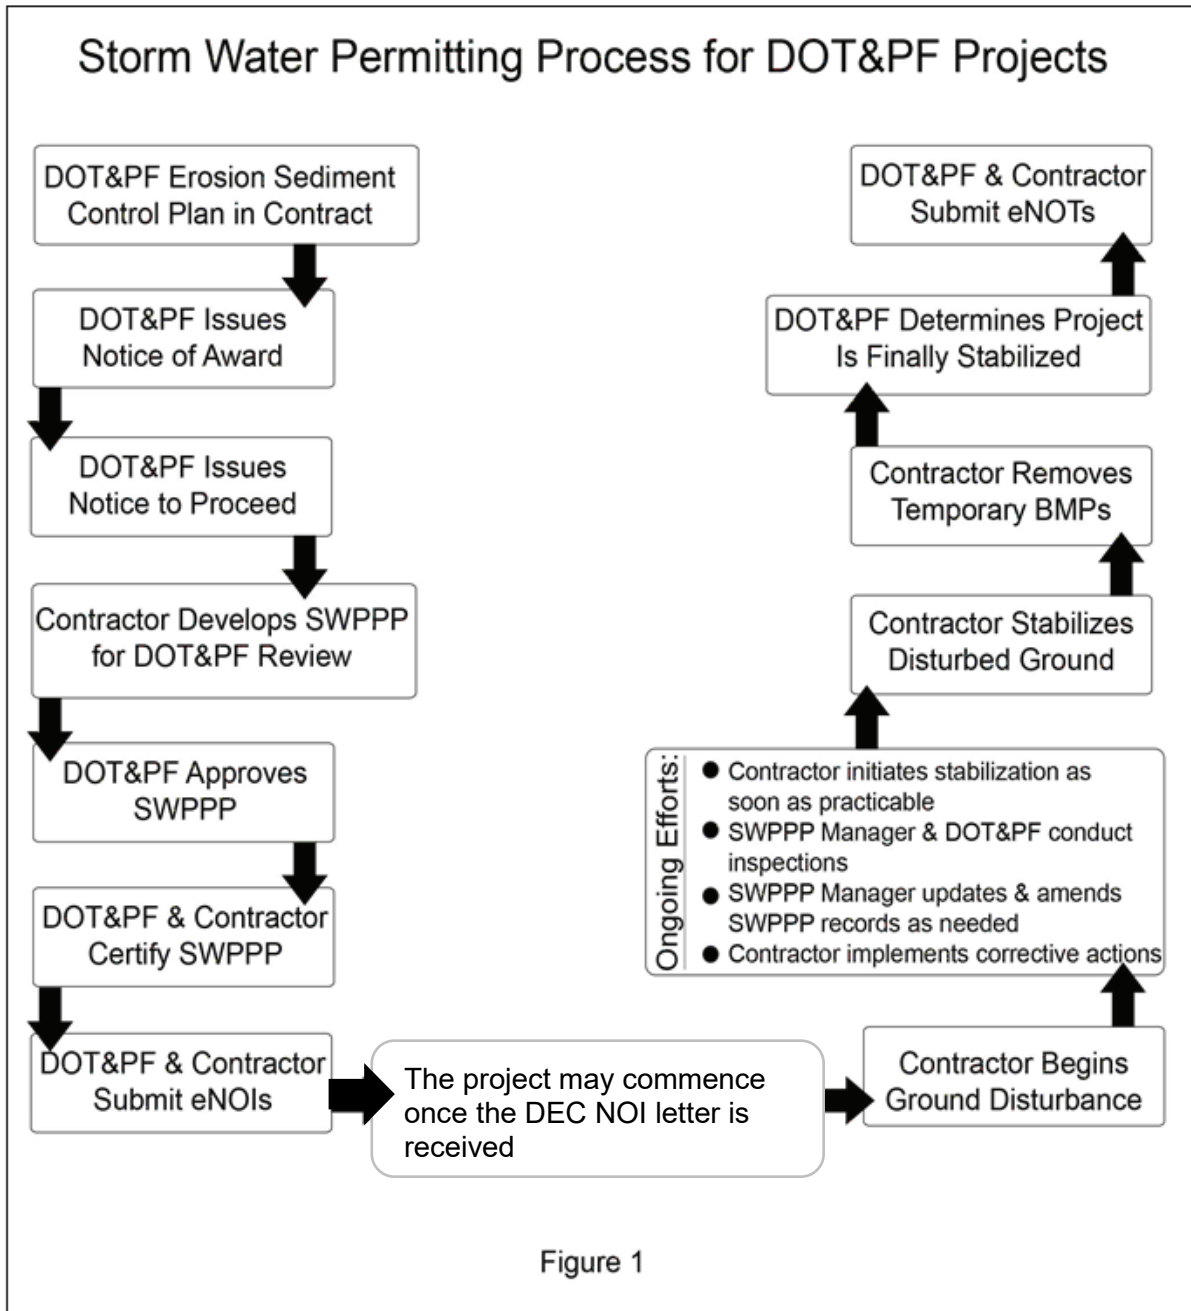 Storm Water Permitting Process for DOT&PF Projects
DOT&PF Erosion Sediment
Control Plan in Contract
DOT&PF Issues
Notice of Award
DOT&PF Issues
Notice to Proceed
Contractor Develops SWPPP
for DOT&PF Review
DOT&PF Approves
SWPPP
DOT&PF & Contractor
Certify SWPPP
DOT&PF & Contractor
Submit eNOIs
The project may commence
once the DEC NOI letter is
received
Contractor Begins
Ground Disturbance
Ongoing Efforts:
● Contractor initiates stabilization as
soon as practicable
● SWPPP Manager & DOT&PF conduct
inspections
● SWPPP Manager updates & amends
SWPPP records as needed
● Contractor implements corrective actions
Contractor Stabilizes
Disturbed Ground
Contractor Removes
Temporary BMPs
DOT&PF Determines Project
Is Finally Stabilized
DOT&PF & Contractor
Submit eNOTs
Figure 1